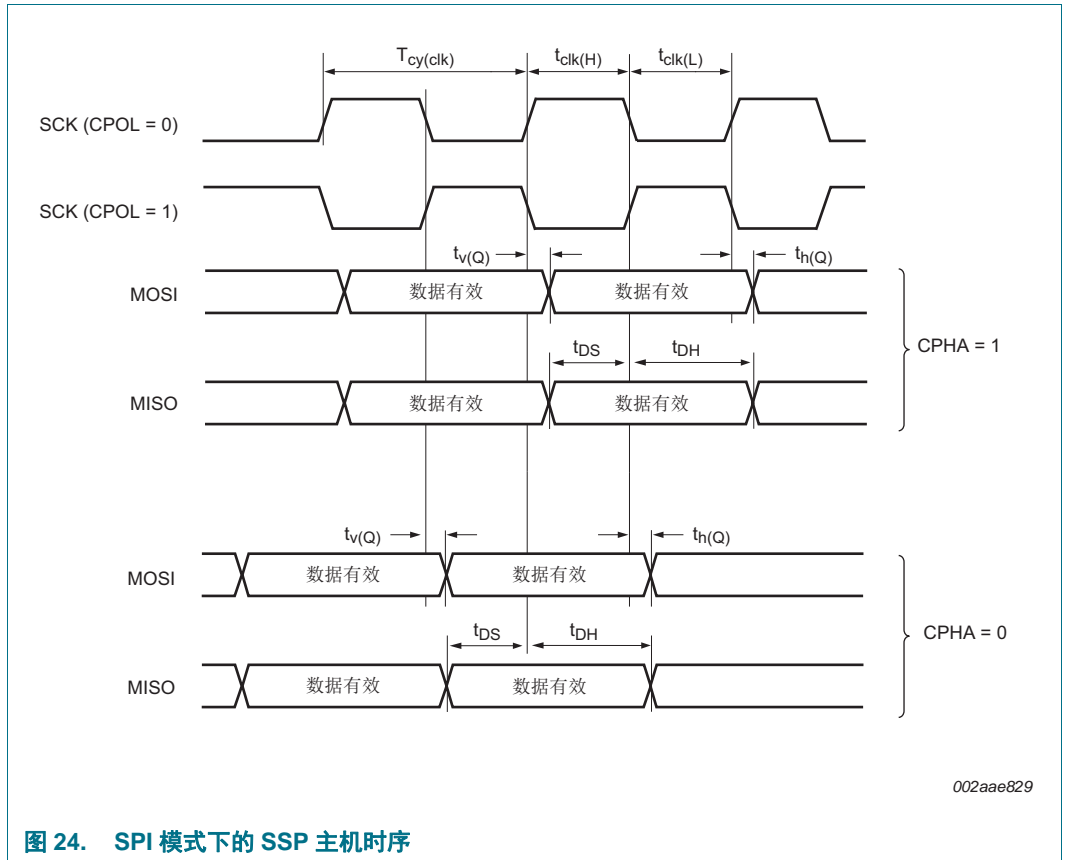 Tcy(clk) tclk(H) tclk(L)
SCK (CPOL = 0)
SCK (CPOL = 1)
tv(Q) th(Q)
MOSI 数据有效 数据有效
CPHA = 1
tDS tDH
MISO 数据有效 数据有效
tv(Q) th(Q)
MOSI 数据有效 数据有效
CPHA = 0
tDS tDH
MISO 数据有效 数据有效
002aae829
图 24. SPI 模式下的 SSP 主机时序